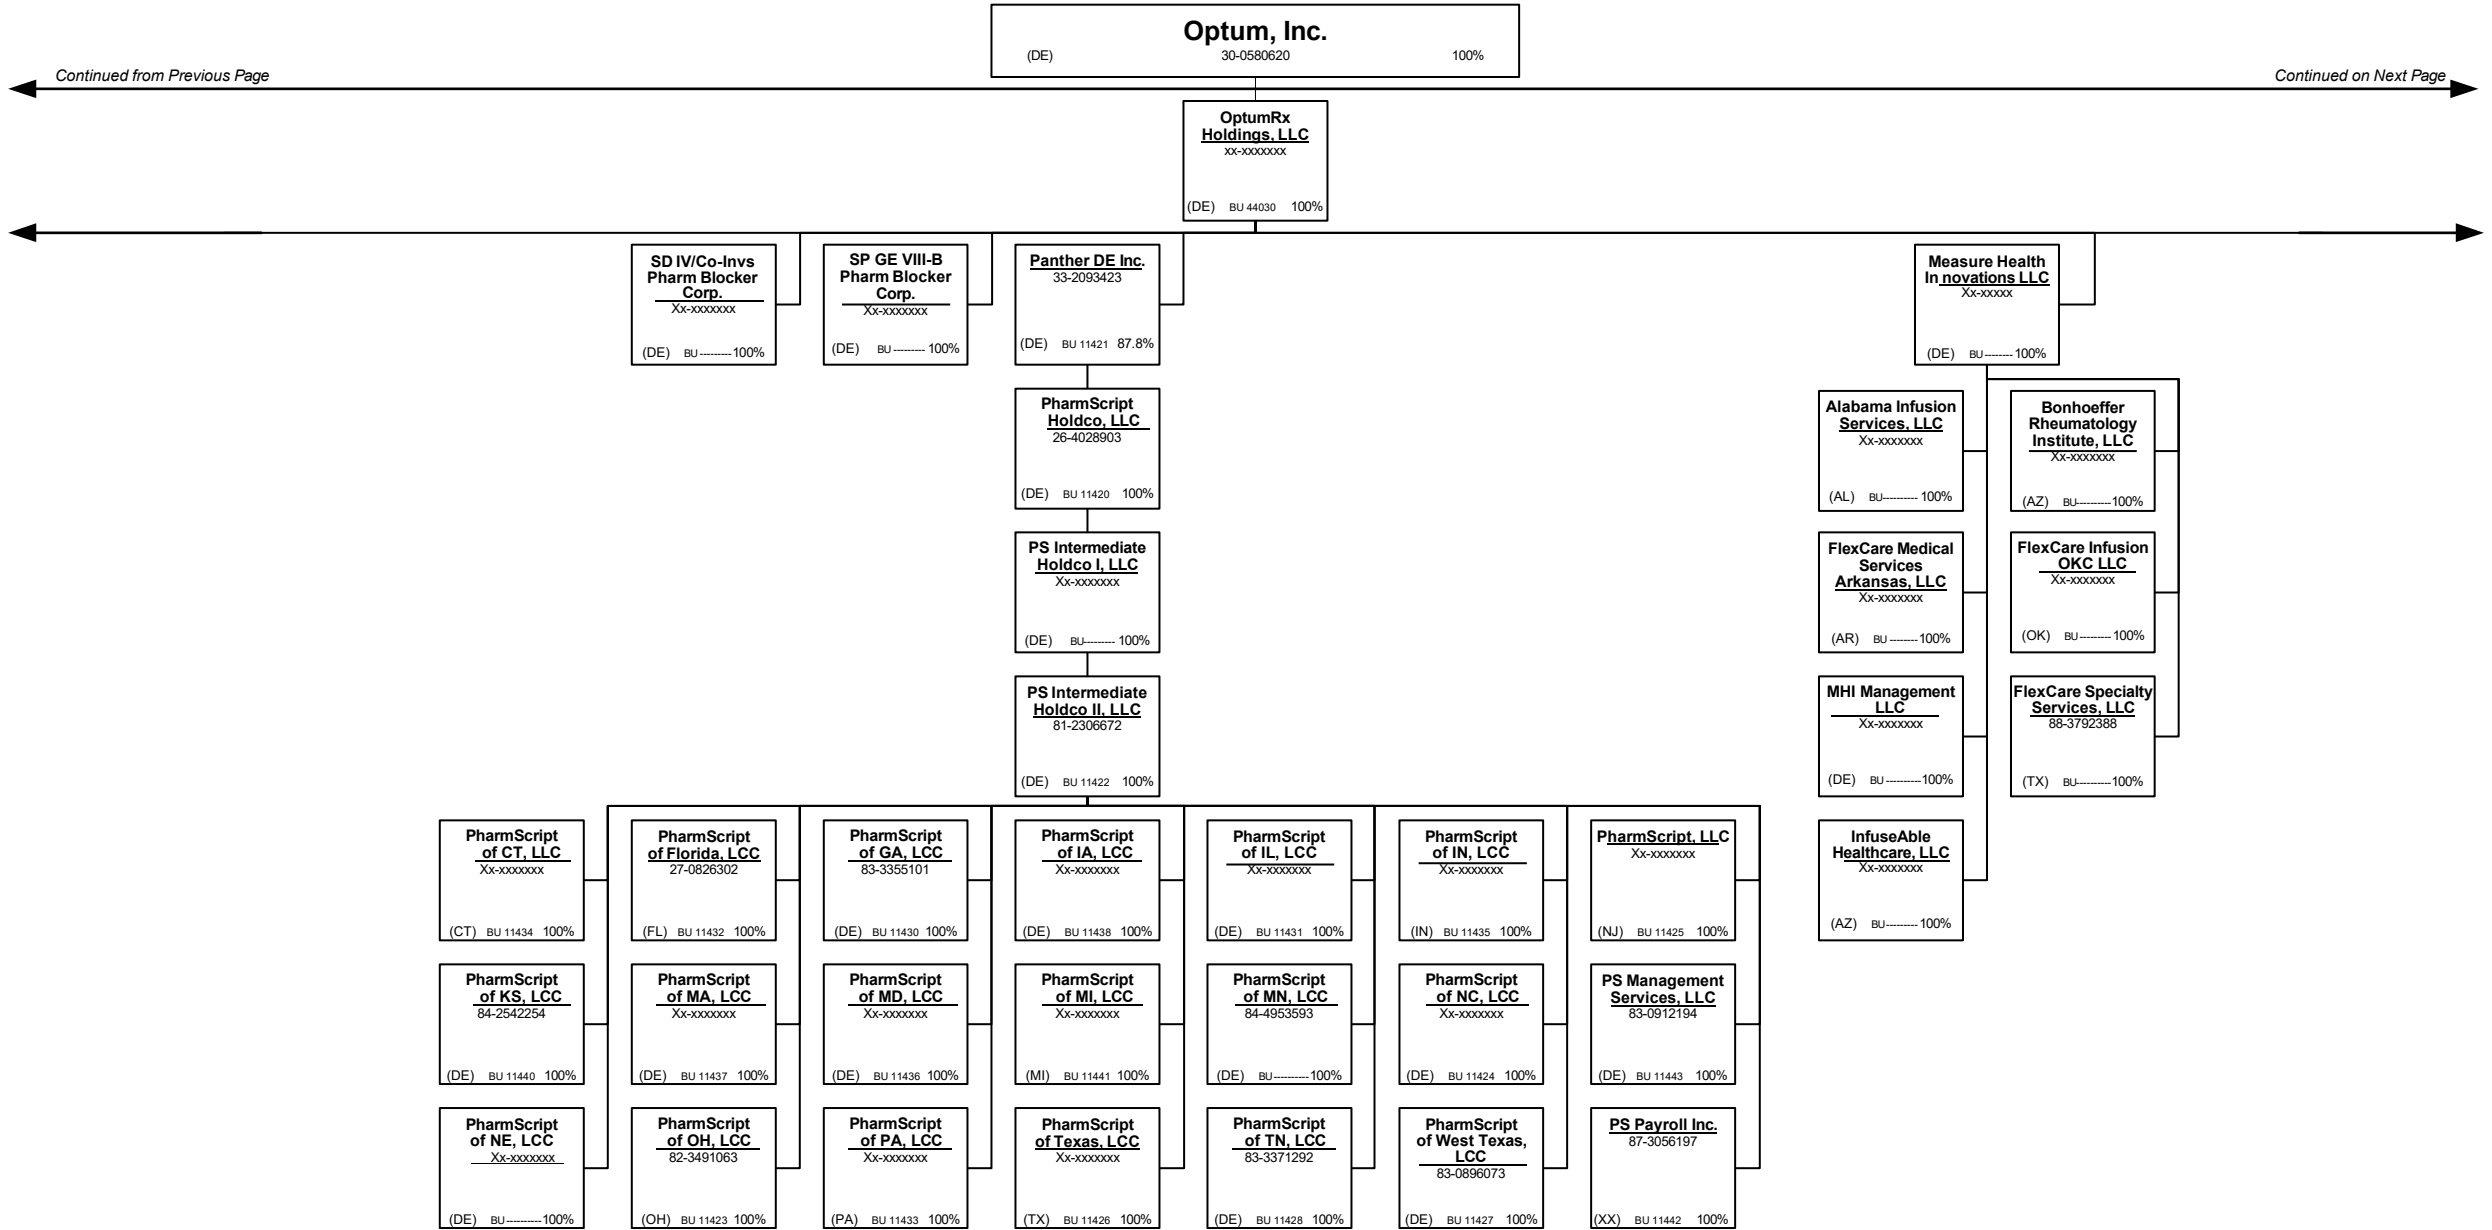 Optum, Inc.
(DE) 30-0580620 100%
Continued from Previous Page
Continued on Next Page
OptumRx
Holdings, LLC
xx-xxxxxxx
(DE) BU 44030 100%
SD IV/Co-Invs
Pharm Blocker
Corp.
Xx-xxxxxxx
(DE) BU --------- 100%
SP GE VIII-B
Pharm Blocker
Corp.
Xx-xxxxxxx
(DE) BU --------- 100%
Panther DE Inc.
33-2093423
(DE) BU 11421 87.8%
Measure Health
In novations LLC
Xx-xxxxx
(DE) BU -------- 100%
PharmScript
Holdco, LLC
26-4028903
(DE) BU 11420 100%
Alabama Infusion
Services, LLC
Xx-xxxxxxx
(AL) BU---------- 100%
Bonhoeffer
Rheumatology
Institute, LLC
Xx-xxxxxxx
(AZ) BU----------100%
PS Intermediate
Holdco I, LLC
Xx-xxxxxxx
(DE) BU--------- 100%
FlexCare Medical
Services
Arkansas, LLC
Xx-xxxxxxx
(AR) BU -------- 100%
FlexCare Infusion
OKC LLC
Xx-xxxxxxx
(OK) BU --------- 100%
PS Intermediate
Holdco II, LLC
81-2306672
(DE) BU 11422 100%
MHI Management
LLC
Xx-xxxxxxx
(DE) BU ----------100%
FlexCare Specialty
Services, LLC
88-3792388
(TX) BU----------100%
PharmScript
of CT, LLC
Xx-xxxxxxx
(CT) BU 11434 100%
PharmScript
of Florida, LCC
27-0826302
(FL) BU 11432 100%
PharmScript
of GA, LCC
83-3355101
(DE) BU 11430 100%
PharmScript
of IA, LCC
Xx-xxxxxxx
(DE) BU 11438 100%
PharmScript
of IL, LCC
Xx-xxxxxxx
(DE) BU 11431 100%
PharmScript
of IN, LCC
Xx-xxxxxxx
(IN) BU 11435 100%
PharmScript, LLC
Xx-xxxxxxx
(NJ) BU 11425 100%
InfuseAble
Healthcare, LLC
Xx-xxxxxxx
(AZ) BU--------- 100%
PharmScript
of KS, LCC
84-2542254
(DE) BU 11440 100%
PharmScript
of MA, LCC
Xx-xxxxxxx
(DE) BU 11437 100%
PharmScript
of MD, LCC
Xx-xxxxxxx
(DE) BU 11436 100%
PharmScript
of MI, LCC
Xx-xxxxxxx
(MI) BU 11441 100%
PharmScript
of MN, LCC
84-4953593
(DE) BU----------100%
PharmScript
of NC, LCC
Xx-xxxxxxx
(DE) BU 11424 100%
PS Management
Services, LLC
83-0912194
(DE) BU 11443 100%
PharmScript
of NE, LCC
Xx-xxxxxxx
(DE) BU ----------100%
PharmScript
of OH, LCC
82-3491063
(OH) BU 11423 100%
PharmScript
of PA, LCC
Xx-xxxxxxx
(PA) BU 11433 100%
PharmScript
of Texas, LCC
Xx-xxxxxxx
(TX) BU 11426 100%
PharmScript
of TN, LCC
83-3371292
(DE) BU 11428 100%
PharmScript
of West Texas,
LCC
83-0896073
(DE) BU 11427 100%
PS Payroll Inc.
87-3056197
(XX) BU 11442 100%